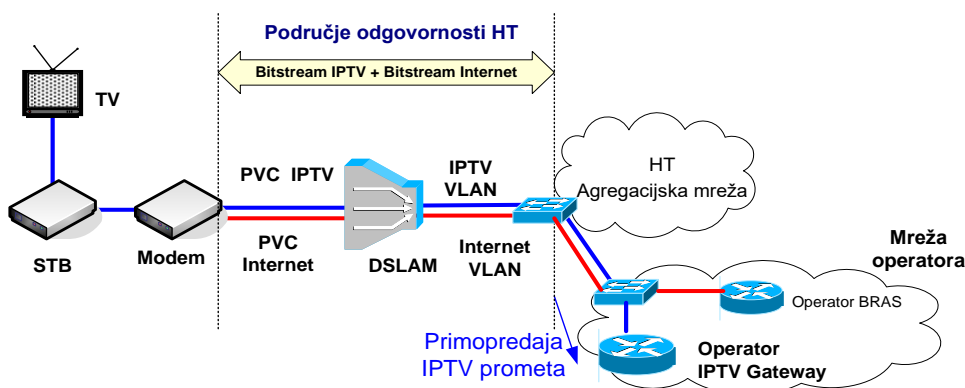 Područje odgovornosti HT
Bitstream IPTV + Bitstream Internet
TV
STB
Modem
PVC IPTV
PVC
Internet
DSLAM
IPTV
VLAN
Internet
VLAN
HT
Agregacijska mreža
Mreža
operatora
Operator BRAS
Primopredaja
IPTV prometa
Operator
IPTV Gateway